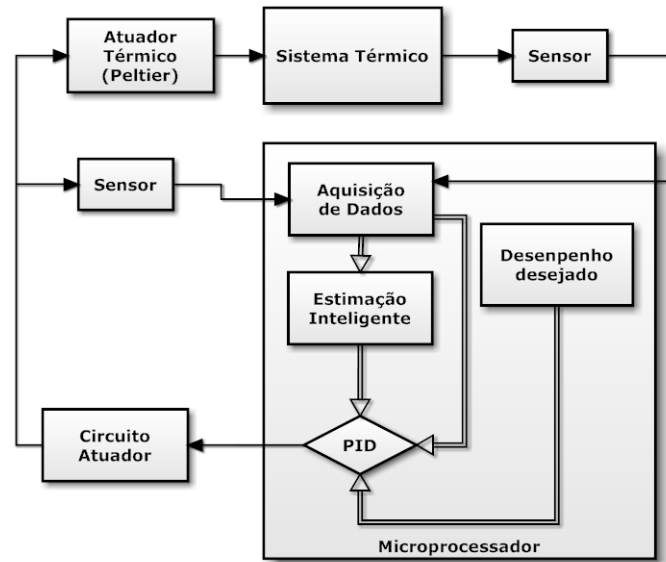 Atuador
Térmico
(Peltier)
Sistema Térmico
Sensor
Sensor
Aquisição
de Dados
Desenpenho
desejado
Estimação
Inteligente
Circuito
Atuador
PID
Microprocessador